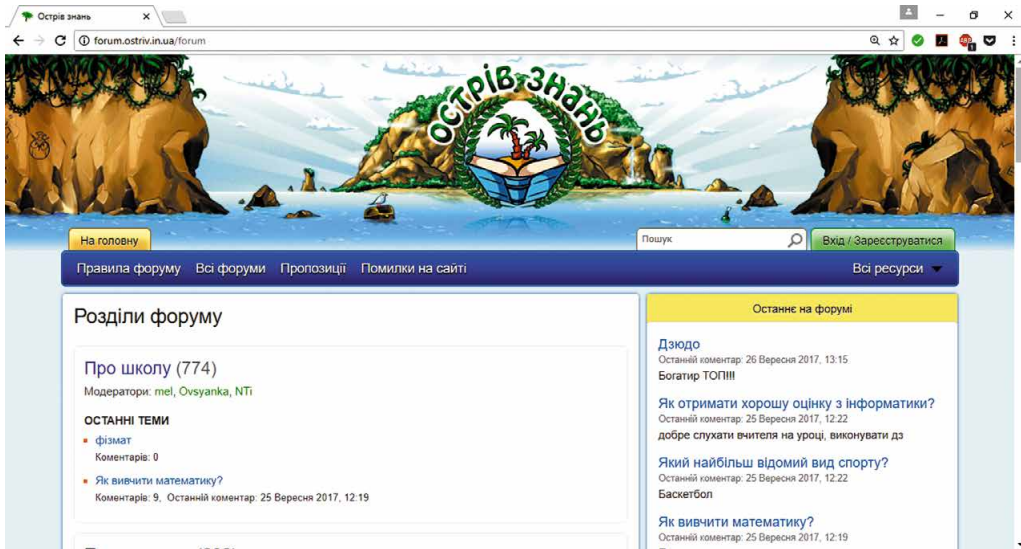 Острів знань
forum.ostriv.in.ua/forum
ABP
1
ОСТРІВ ЗНАНЬ
На головну
Пошук
Вхід / Зареєструватися
Правила форуму Всі форуми Пропозиції Помилки на сайті
Всі ресурси
Розділи форуму
Про школу (774)
Модератори: mel, Ovsyanka, NTi
ОСТАННІ ТЕМИ
фізмат
Коментарів: 0
Як вивчити математику?
Коментарів: 9, Останній коментар: 25 Вересня 2017, 12:19
Останнє на форумі
Дзюдо
Останній коментар: 26 Вересня 2017, 13:15
Богатир ТОП!!!
Як отримати хорошу оцінку з інформатики?
Останній коментар: 25 Вересня 2017, 12:22
добре слухати вчителя на уроці, виконувати дз
Який найбільш відомий вид спорту?
Останній коментар: 25 Вересня 2017, 12:22
Баскетбол
Як вивчити математику?
Останній коментар: 25 Вересня 2017, 12:19